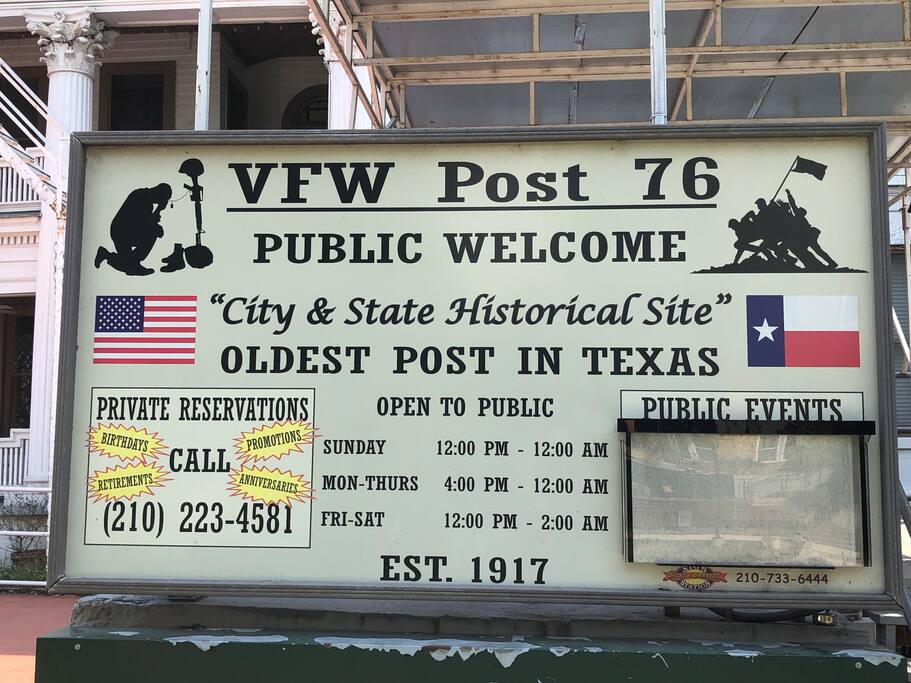 VFW Post 76
PUBLIC WELCOME
"City & State Historical Site"
OLDEST POST IN TEXAS
PRIVATE RESERVATIONS
BIRTHDAYS
PROMOTIONS
CALL
RETIREMENTS
ANNIVERSARIES
(210) 223-4581
OPEN TO PUBLIC
SUNDAY 12:00 PM - 12:00 AM
MON-THURS 4:00 PM - 12:00 AM
FRI-SAT 12:00 PM - 2:00 AM
PUBLIC EVENTS
EST. 1917
210-733-6444